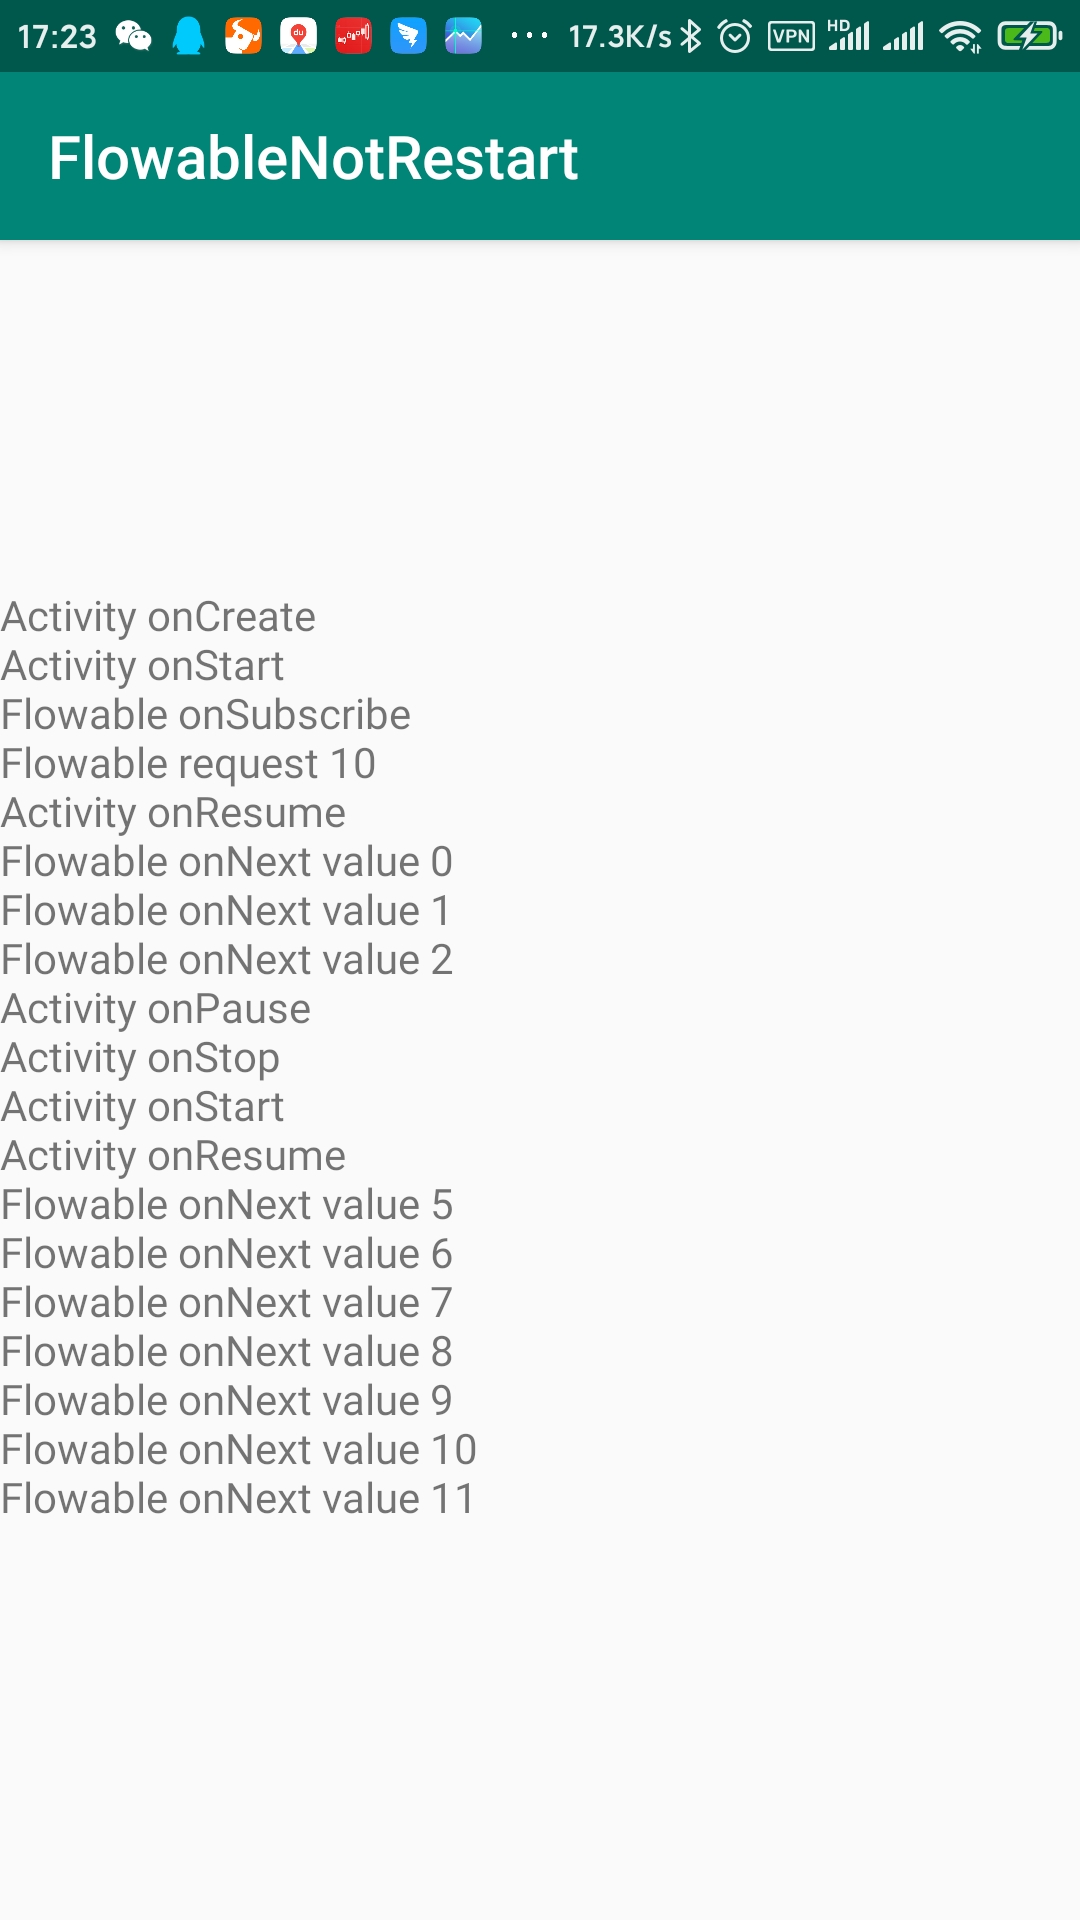 17:23 du ... 17.3K/s VPN HD
FlowableNotRestart
Activity onCreate
Activity onStart
Flowable onSubscribe
Flowable request 10
Activity onResume
Flowable onNext value 0
Flowable onNext value 1
Flowable onNext value 2
Activity onPause
Activity onStop
Activity onStart
Activity onResume
Flowable onNext value 5
Flowable onNext value 6
Flowable onNext value 7
Flowable onNext value 8
Flowable onNext value 9
Flowable onNext value 10
Flowable onNext value 11